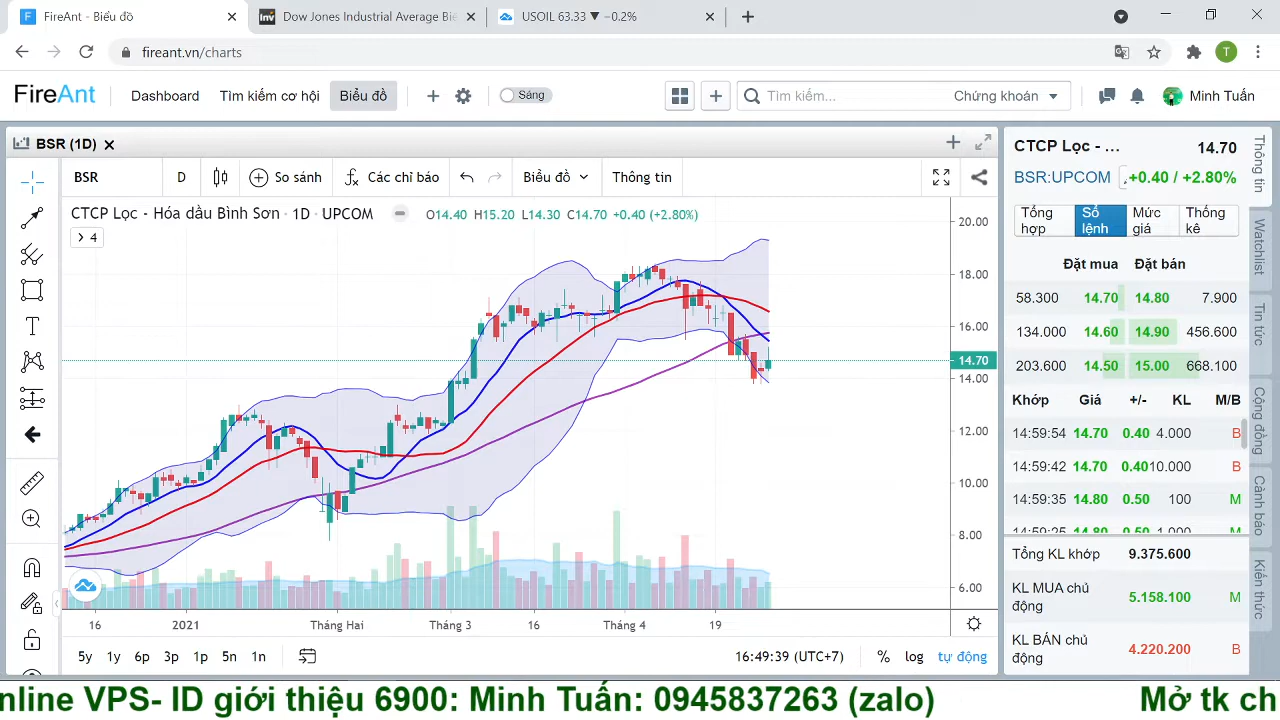 FireAnt - Biểu đồ
Dow Jones Industrial Average Bie
USOIL 63.33 ▼ −0.2%
fireant.vn/charts
T
FireAnt
Dashboard
Tìm kiếm cơ hội
Biểu đồ
Sáng
Tìm kiếm...
Chứng khoán
Minh Tuấn
BSR (1D)
BSR
D
So sánh
Các chỉ báo
Biểu đồ
Thông tin
CTCP Lọc - Hóa dầu Bình Sơn · 1D · UPCOM
O14.40 H15.20 L14.30 C14.70 +0.40 (+2.80%)
4
20.00
18.00
16.00
14.70
14.00
12.00
10.00
8.00
6.00
16
2021
Tháng Hai
Tháng 3
16
Tháng 4
19
5y 1y 6p 3p 1p 5n 1n
16:49:39 (UTC+7)
% log tự động
CTCP Lọc - ...
14.70
BSR:UPCOM
+0.40 / +2.80%
Tổng hợp
Sổ lệnh
Mức giá
Thống kê
Đặt mua Đặt bán
58.300 14.70 14.80 7.900
134.000 14.60 14.90 456.600
203.600 14.50 15.00 668.100
Khớp Giá +/- KL M/B
14:59:54 14.70 0.40 4.000 B
14:59:42 14.70 0.40 10.000 B
14:59:35 14.80 0.50 100 M
14:59:25 14.80 0.50 1.000 M
Tổng KL khớp 9.375.600
KL MUA chủ động 5.158.100 M
KL BÁN chủ động 4.220.200 B
Thông tin
Watchlist
Tin tức
Cộng đồng
Cảnh báo
Kiến thức
nline VPS- ID giới thiệu 6900: Minh Tuấn: 0945837263 (zalo)
Mở tk ch